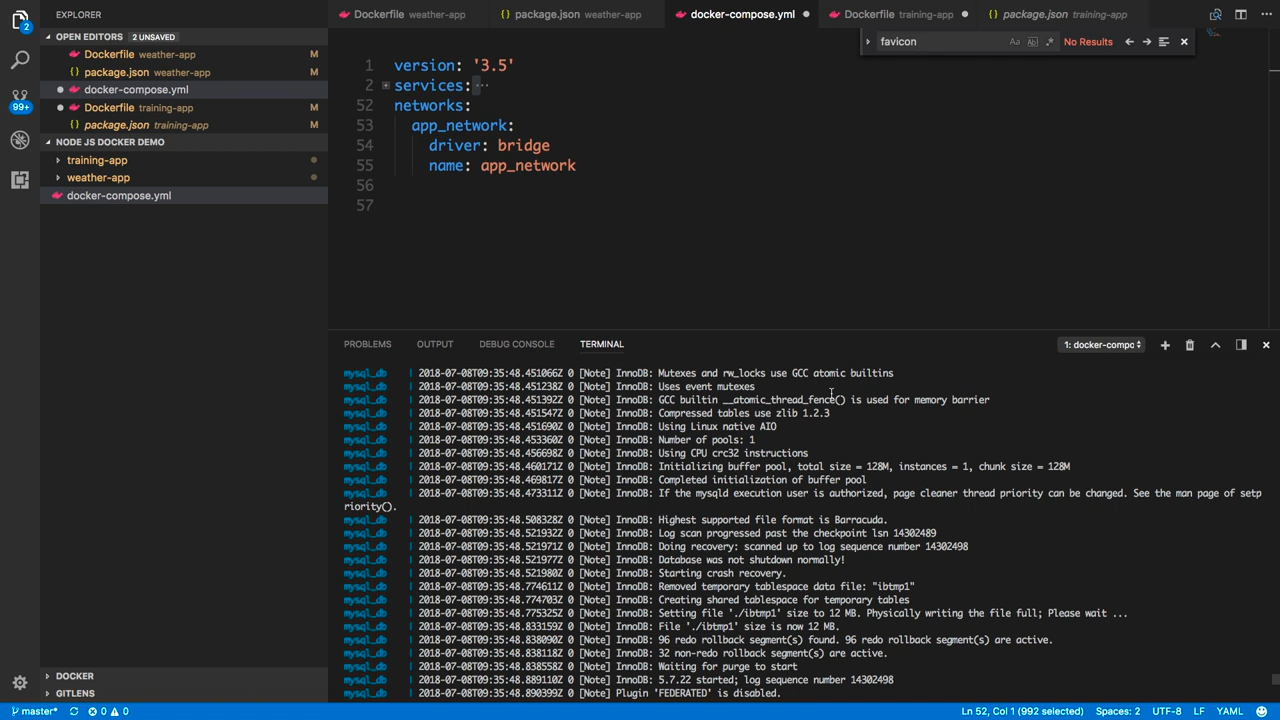 EXPLORER
OPEN EDITORS 2 UNSAVED
Dockerfile weather-app M
package.json weather-app M
docker-compose.yml
Dockerfile training-app M
package.json training-app M
NODE JS DOCKER DEMO
training-app
weather-app
docker-compose.yml
DOCKER
GITLENS
2
99+
Dockerfile weather-app
package.json weather-app
docker-compose.yml
Dockerfile training-app
package.json training-app
favicon Aa Abl .* No Results
1 version: '3.5'
2 services: ...
52 networks:
53 app_network:
54 driver: bridge
55 name: app_network
56
57
PROBLEMS OUTPUT DEBUG CONSOLE TERMINAL 1: docker-compo
mysql_db | 2018-07-08T09:35:48.451066Z 0 [Note] InnoDB: Mutexes and rw_locks use GCC atomic builtins
mysql_db | 2018-07-08T09:35:48.451238Z 0 [Note] InnoDB: Uses event mutexes
mysql_db | 2018-07-08T09:35:48.451392Z 0 [Note] InnoDB: GCC builtin __atomic_thread_fence() is used for memory barrier
mysql_db | 2018-07-08T09:35:48.451547Z 0 [Note] InnoDB: Compressed tables use zlib 1.2.3
mysql_db | 2018-07-08T09:35:48.451690Z 0 [Note] InnoDB: Using Linux native AIO
mysql_db | 2018-07-08T09:35:48.453360Z 0 [Note] InnoDB: Number of pools: 1
mysql_db | 2018-07-08T09:35:48.456698Z 0 [Note] InnoDB: Using CPU crc32 instructions
mysql_db | 2018-07-08T09:35:48.460171Z 0 [Note] InnoDB: Initializing buffer pool, total size = 128M, instances = 1, chunk size = 128M
mysql_db | 2018-07-08T09:35:48.469817Z 0 [Note] InnoDB: Completed initialization of buffer pool
mysql_db | 2018-07-08T09:35:48.473311Z 0 [Note] InnoDB: If the mysqld execution user is authorized, page cleaner thread priority can be changed. See the man page of setp
riority().
mysql_db | 2018-07-08T09:35:48.508328Z 0 [Note] InnoDB: Highest supported file format is Barracuda.
mysql_db | 2018-07-08T09:35:48.521932Z 0 [Note] InnoDB: Log scan progressed past the checkpoint lsn 14302489
mysql_db | 2018-07-08T09:35:48.521971Z 0 [Note] InnoDB: Doing recovery: scanned up to log sequence number 14302498
mysql_db | 2018-07-08T09:35:48.521977Z 0 [Note] InnoDB: Database was not shutdown normally!
mysql_db | 2018-07-08T09:35:48.521980Z 0 [Note] InnoDB: Starting crash recovery.
mysql_db | 2018-07-08T09:35:48.774611Z 0 [Note] InnoDB: Removed temporary tablespace data file: "ibtmp1"
mysql_db | 2018-07-08T09:35:48.774703Z 0 [Note] InnoDB: Creating shared tablespace for temporary tables
mysql_db | 2018-07-08T09:35:48.775325Z 0 [Note] InnoDB: Setting file './ibtmp1' size to 12 MB. Physically writing the file full; Please wait ...
mysql_db | 2018-07-08T09:35:48.833159Z 0 [Note] InnoDB: File './ibtmp1' size is now 12 MB.
mysql_db | 2018-07-08T09:35:48.838090Z 0 [Note] InnoDB: 96 redo rollback segment(s) found. 96 redo rollback segment(s) are active.
mysql_db | 2018-07-08T09:35:48.838118Z 0 [Note] InnoDB: 32 non-redo rollback segment(s) are active.
mysql_db | 2018-07-08T09:35:48.838558Z 0 [Note] InnoDB: Waiting for purge to start
mysql_db | 2018-07-08T09:35:48.889110Z 0 [Note] InnoDB: 5.7.22 started; log sequence number 14302498
mysql_db | 2018-07-08T09:35:48.890399Z 0 [Note] Plugin 'FEDERATED' is disabled.
master* 0 0 Ln 52, Col 1 (992 selected) Spaces: 2 UTF-8 LF YAML